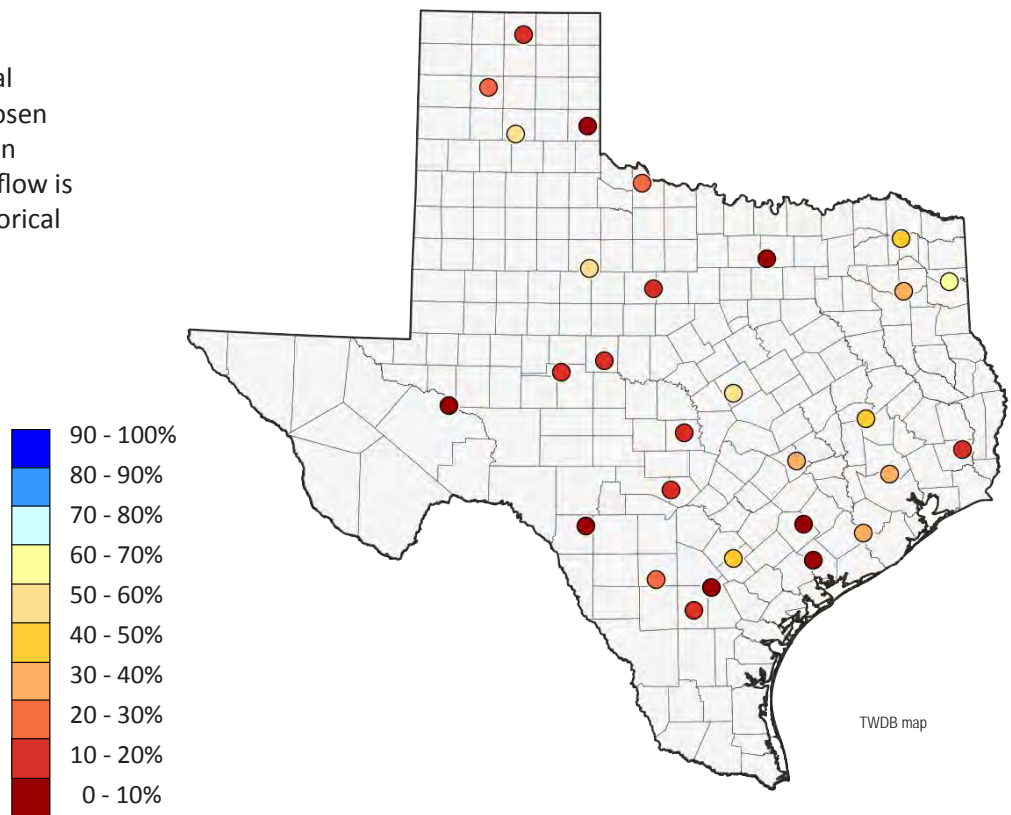 al
osen
n
flow is
orical
90 - 100%
80 - 90%
70 - 80%
60 - 70%
50 - 60%
40 - 50%
30 - 40%
20 - 30%
10 - 20%
0 - 10%
TWDB map